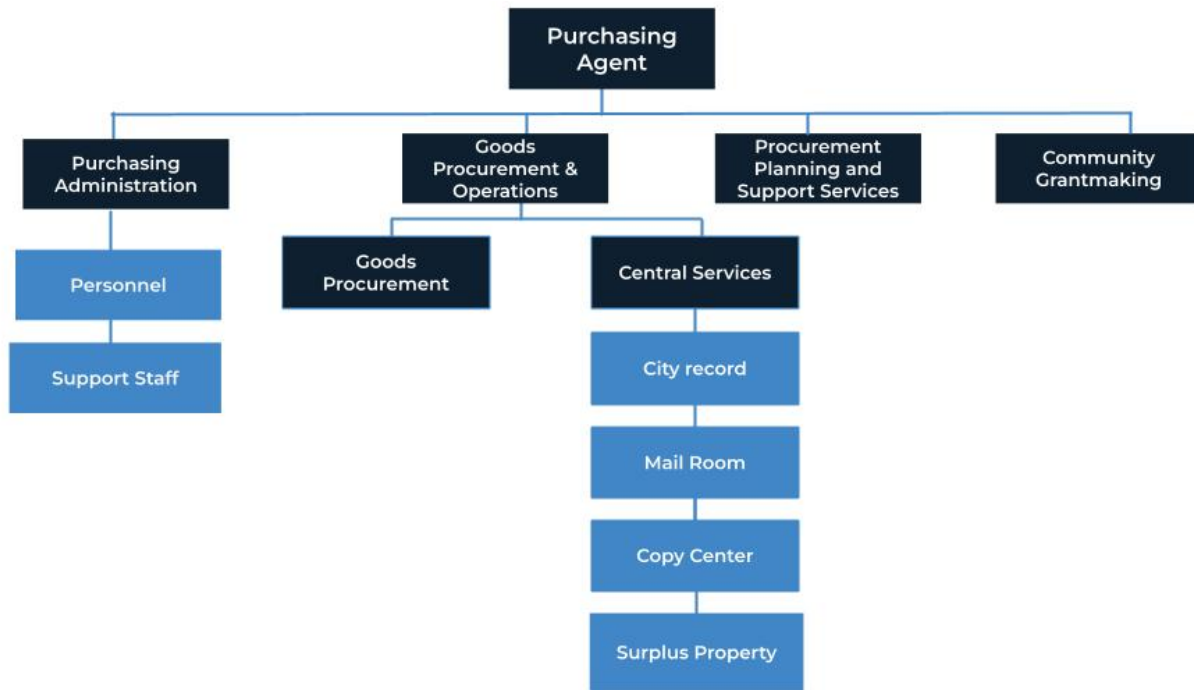 Purchasing
Agent
Purchasing
Administration
Goods
Procurement &
Operations
Procurement
Planning and
Support Services
Community
Grantmaking
Personnel
Support Staff
Goods
Procurement
Central Services
City record
Mail Room
Copy Center
Surplus Property